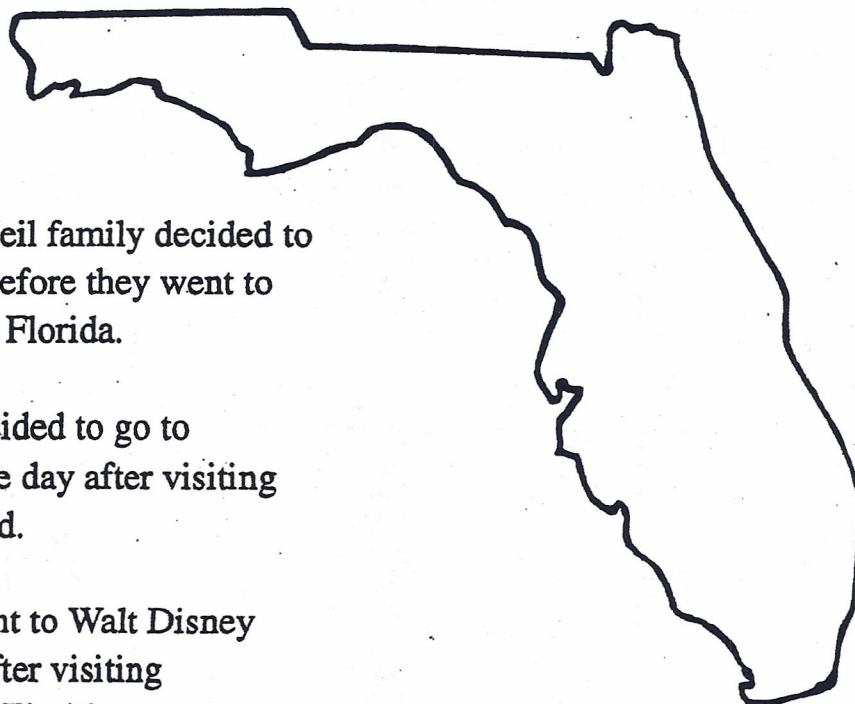 eil family decided to
efore they went to
Florida.
ided to go to
e day after visiting
d.
nt to Walt Disney
fter visiting